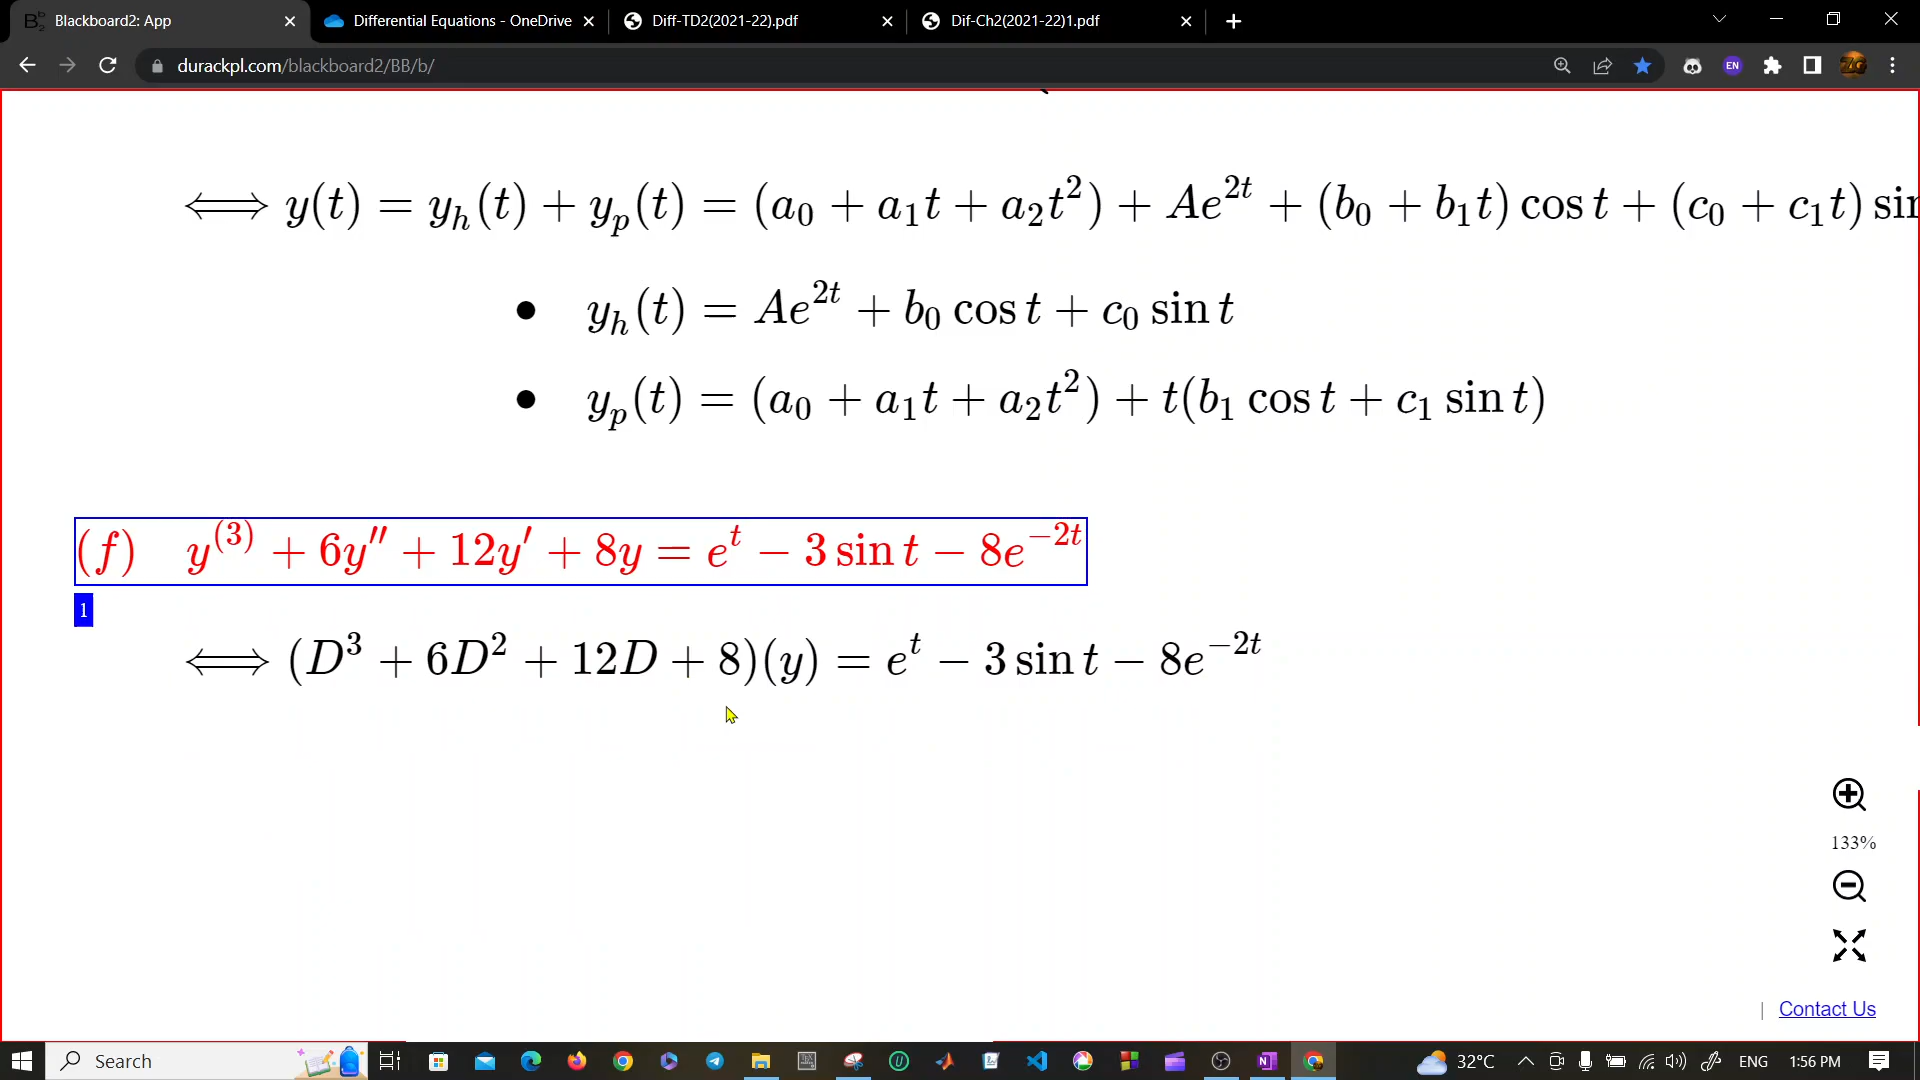 Blackboard2: App
Differential Equations - OneDrive
Diff-TD2(2021-22).pdf
Dif-Ch2(2021-22)1.pdf
durackpl.com/blackboard2/BB/b/
EN
⟺ y(t) = y_h(t) + y_p(t) = (a_0 + a_1t + a_2t^2) + Ae^{2t} + (b_0 + b_1t) cos t + (c_0 + c_1t) sin
• y_h(t) = Ae^{2t} + b_0 cos t + c_0 sin t
• y_p(t) = (a_0 + a_1t + a_2t^2) + t(b_1 cos t + c_1 sin t)
(f) y^{(3)} + 6y'' + 12y' + 8y = e^t − 3 sin t − 8e^{−2t}
1
⟺ (D^3 + 6D^2 + 12D + 8)(y) = e^t − 3 sin t − 8e^{−2t}
133%
| Contact Us
Search
32°C
ENG
1:56 PM